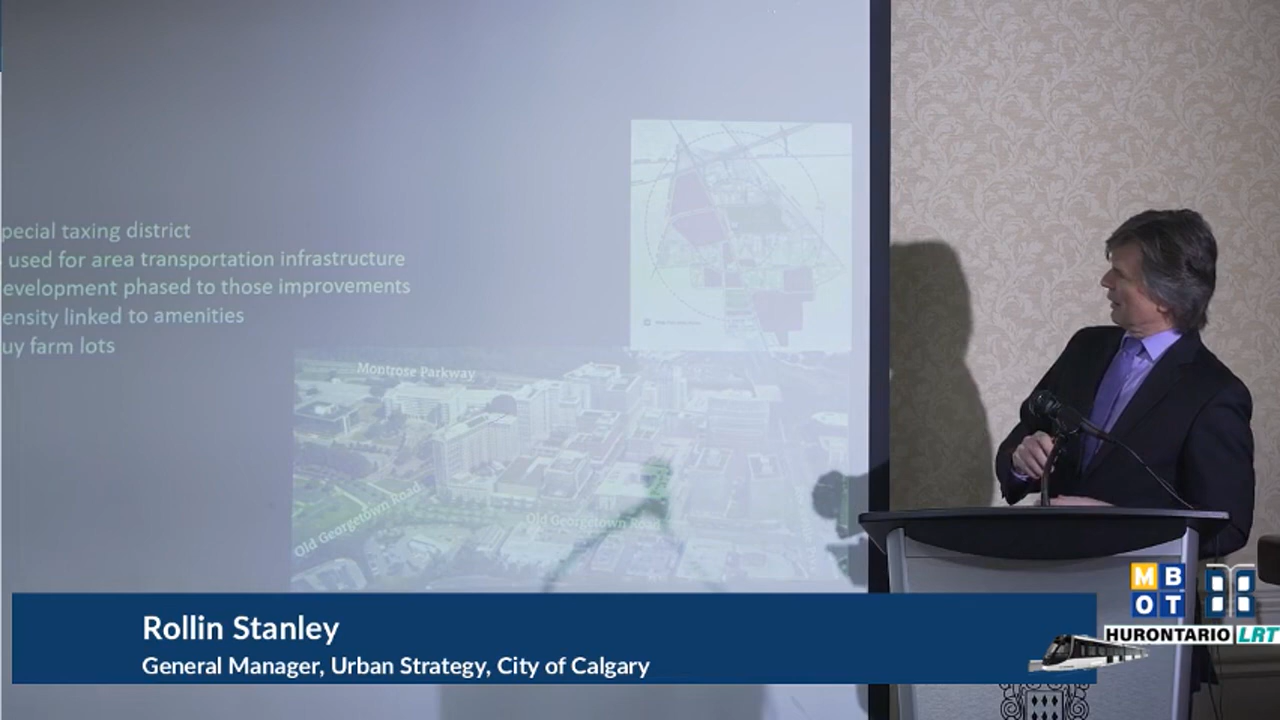 pecial taxing district
used for area transportation infrastructure
evelopment phased to those improvements
ensity linked to amenities
uy farm lots
Montrose Parkway
Old Georgetown Road
Old Georgetown Road
Rollin Stanley
General Manager, Urban Strategy, City of Calgary
MB
OT
HURONTARIO LRT